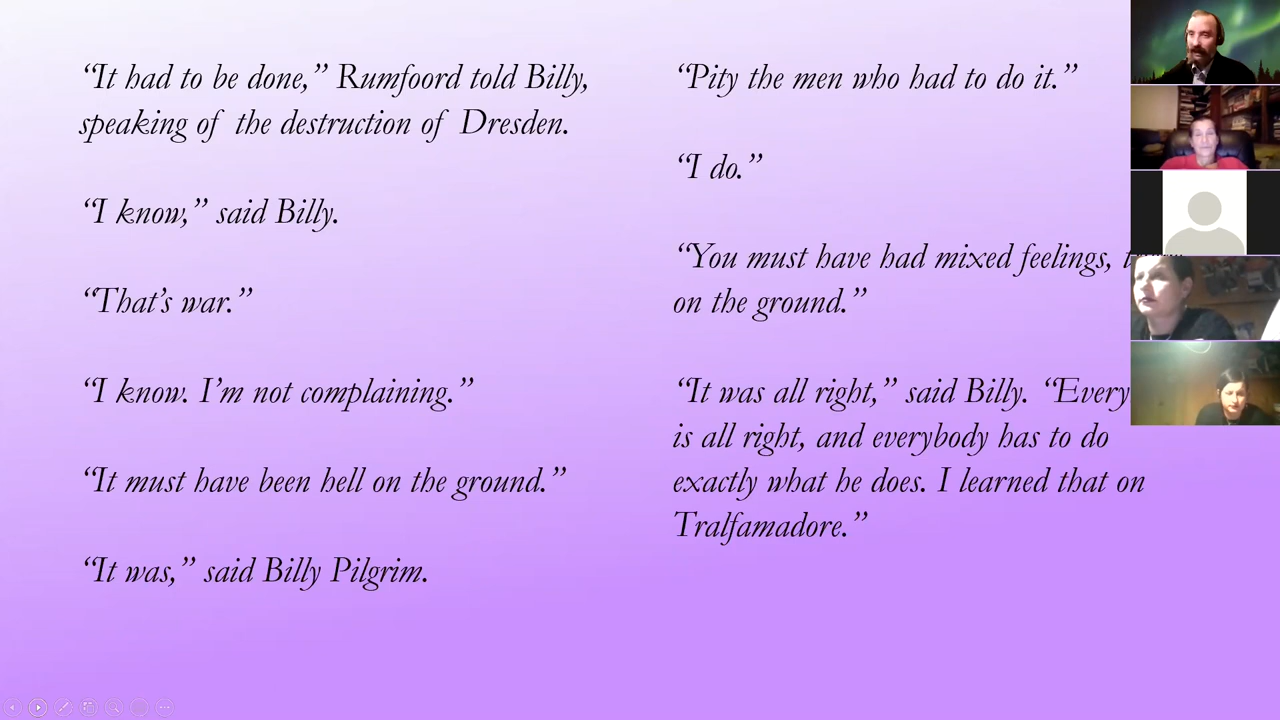 “It had to be done,” Rumfoord told Billy,
speaking of the destruction of Dresden.
“I know,” said Billy.
“That’s war.”
“I know. I’m not complaining.”
“It must have been hell on the ground.”
“It was,” said Billy Pilgrim.
“Pity the men who had to do it.”
“I do.”
“You must have had mixed feelings,
on the ground.”
“It was all right,” said Billy. “Every
is all right, and everybody has to do
exactly what he does. I learned that on
Tralfamadore.”